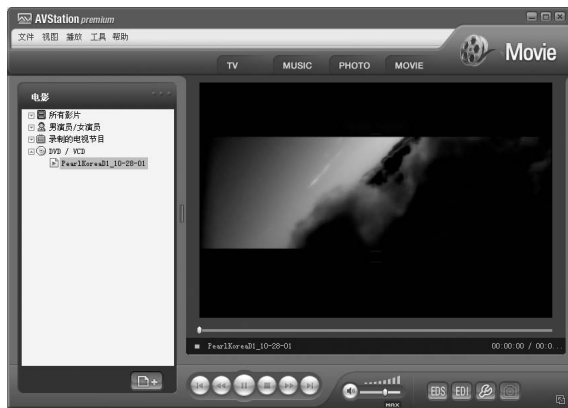 AVStation premium
文件 视图 播放 工具 帮助
Movie
TV MUSIC PHOTO MOVIE
电影
所有影片
男演员/女演员
录制的电视节目
DVD / VCD
PearlKoreaD1_10-28-01
PearlKoreaD1_10-28-01 00:00:00 / 00:0...
MAX
EDS EDI